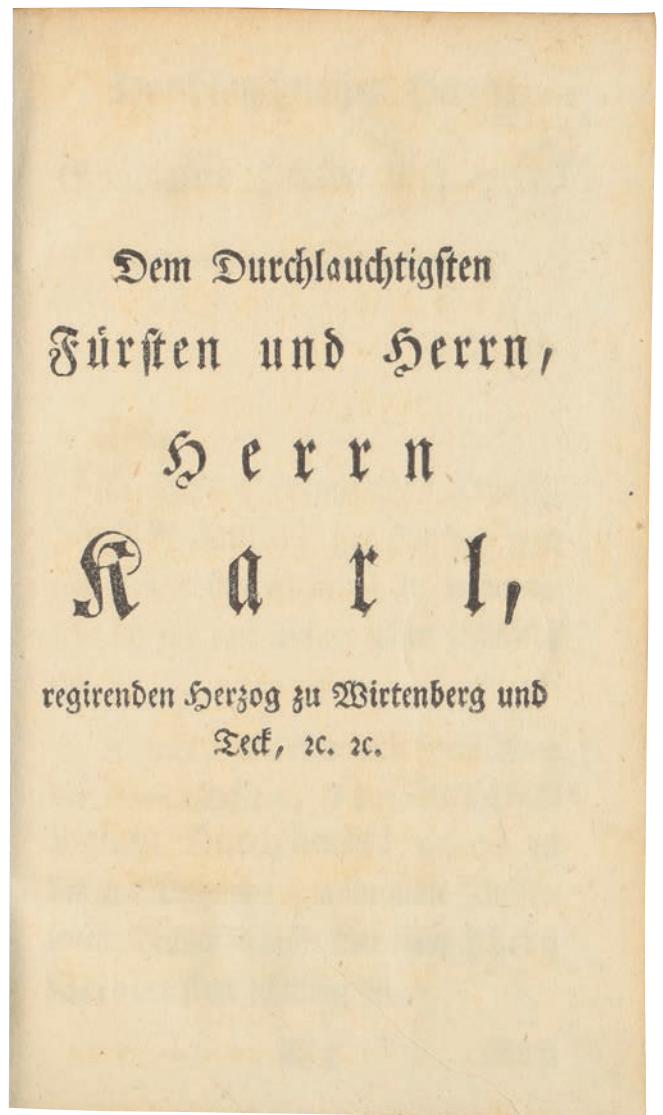 Dem Durchlauchtigſten
Fürſten und Herrn,
Herrn
Karl,
regirenden Herzog zu Wirtenberg und
Teck, ꝛc. ꝛc.